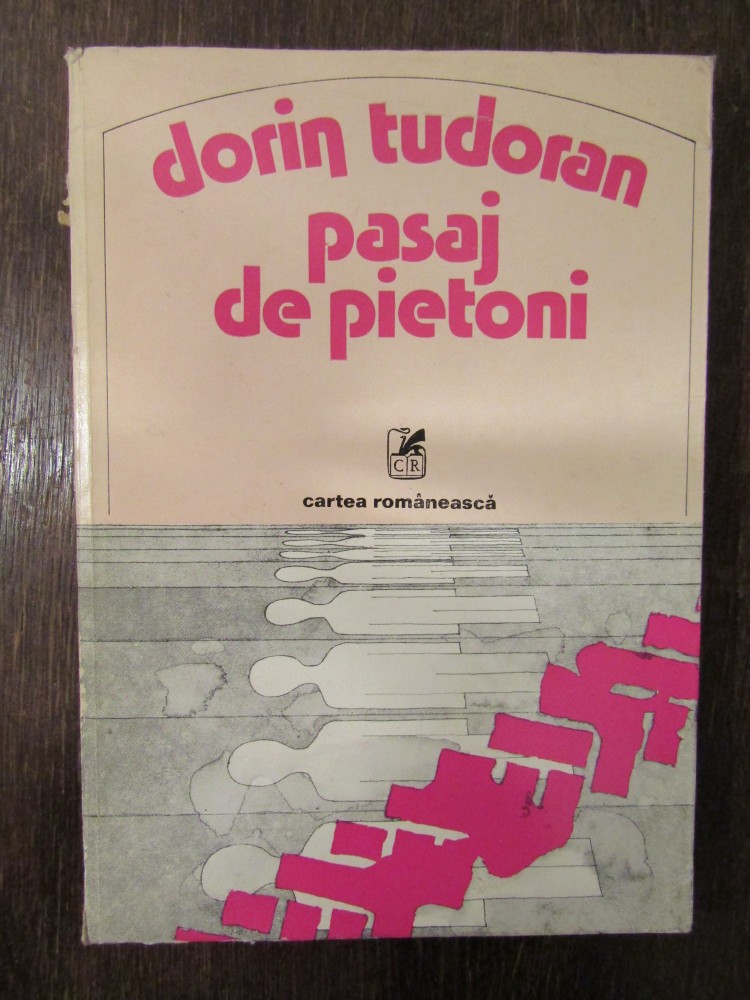 dorin tudoran
pasaj
de pietoni
CR
cartea românească